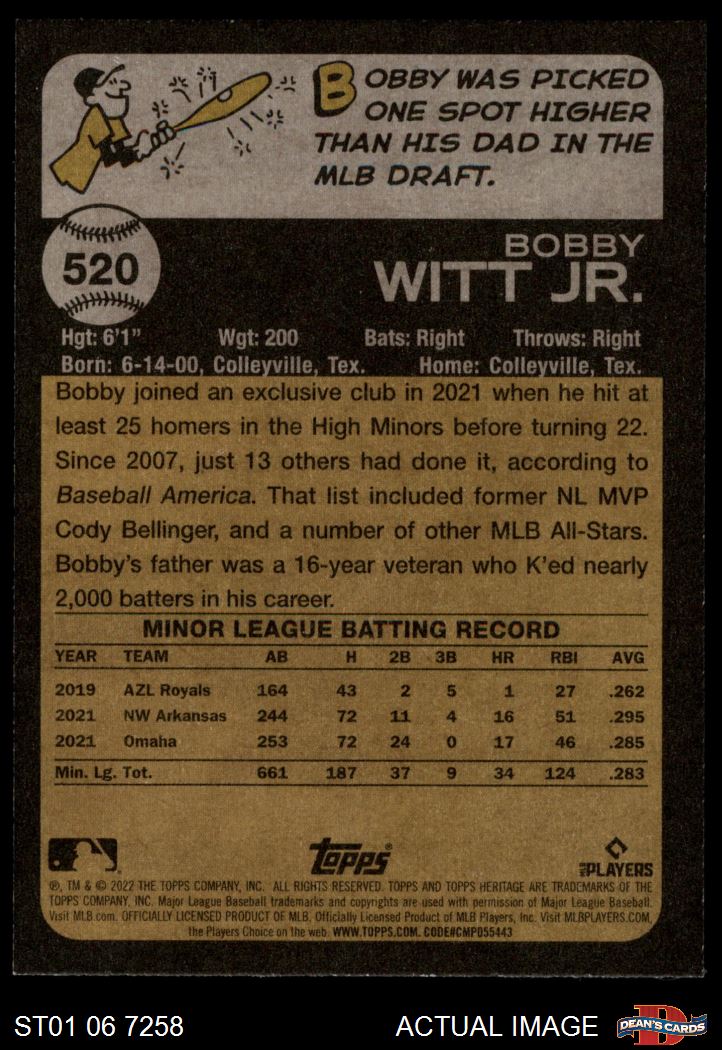 BOBBY WAS PICKED
ONE SPOT HIGHER
THAN HIS DAD IN THE
MLB DRAFT.
520
BOBBY
WITT JR.
Hgt: 6'1" Wgt: 200 Bats: Right Throws: Right
Born: 6-14-00, Colleyville, Tex. Home: Colleyville, Tex.
Bobby joined an exclusive club in 2021 when he hit at
least 25 homers in the High Minors before turning 22.
Since 2007, just 13 others had done it, according to
Baseball America. That list included former NL MVP
Cody Bellinger, and a number of other MLB All-Stars.
Bobby's father was a 16-year veteran who K'ed nearly
2,000 batters in his career.
MINOR LEAGUE BATTING RECORD
YEAR TEAM AB H 2B 3B HR RBI AVG
2019 AZL Royals 164 43 2 5 1 27 .262
2021 NW Arkansas 244 72 11 4 16 51 .295
2021 Omaha 253 72 24 0 17 46 .285
Min. Lg. Tot. 661 187 37 9 34 124 .283
Topps®
MLB PLAYERS
®, TM & © 2022 THE TOPPS COMPANY, INC. ALL RIGHTS RESERVED. TOPPS AND TOPPS HERITAGE ARE TRADEMARKS OF THE
TOPPS COMPANY, INC. Major League Baseball trademarks and copyrights are used with permission of Major League Baseball.
Visit MLB.com. OFFICIALLY LICENSED PRODUCT OF MLB, Officially Licensed Product of MLB Players, Inc. Visit MLBPLAYERS.COM,
the Players Choice on the web. WWW.TOPPS.COM. CODE#CMP055443
ST01 06 7258 ACTUAL IMAGE DEAN'S CARDS